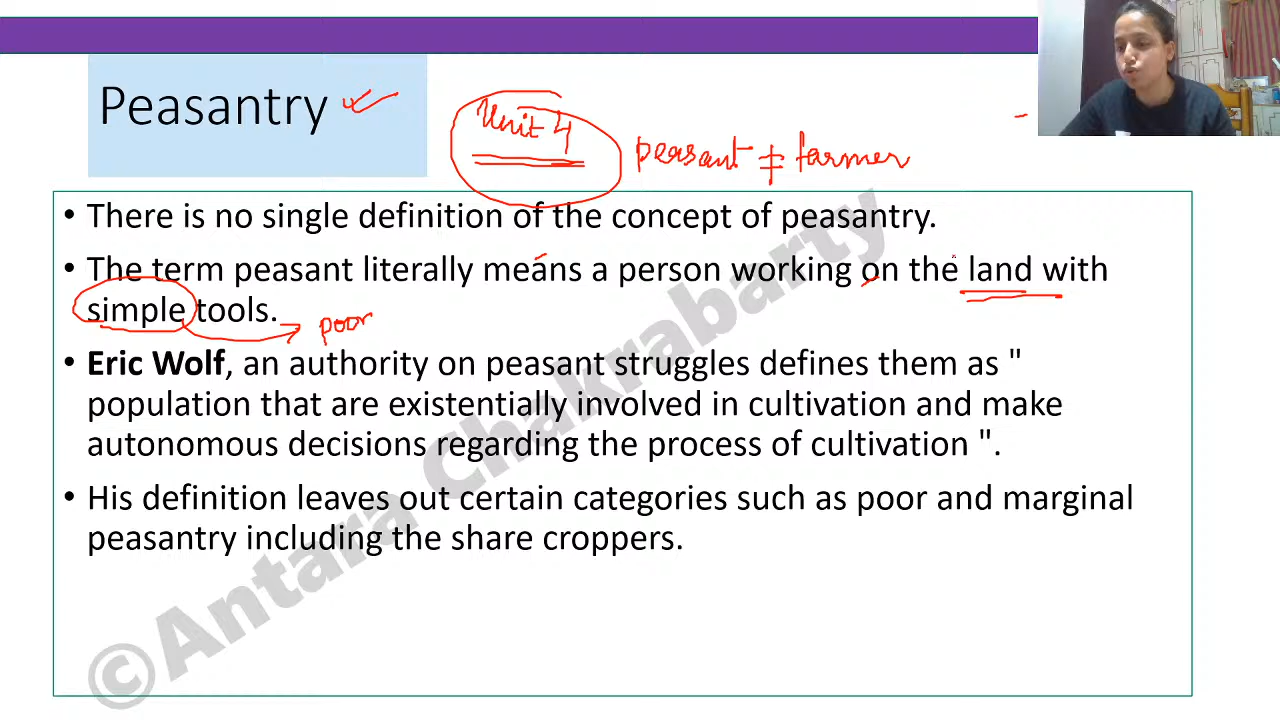 Peasantry
Unit 4
peasant ≠ farmer
• There is no single definition of the concept of peasantry.
• The term peasant literally means a person working on the land with
simple tools.
poor
• Eric Wolf, an authority on peasant struggles defines them as "
population that are existentially involved in cultivation and make
autonomous decisions regarding the process of cultivation ".
• His definition leaves out certain categories such as poor and marginal
peasantry including the share croppers.
©Antara Chakrabarty